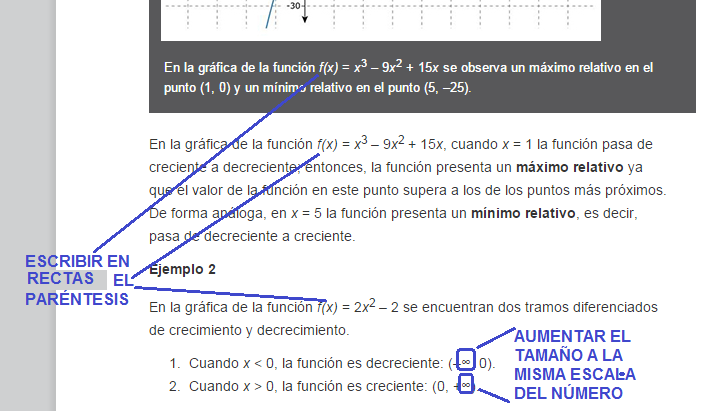 -30
En la gráfica de la función f(x) = x³ – 9x² + 15x se observa un máximo relativo en el
punto (1, 0) y un mínimo relativo en el punto (5, –25).
En la gráfica de la función f(x) = x³ – 9x² + 15x, cuando x = 1 la función pasa de
creciente a decreciente; entonces, la función presenta un máximo relativo ya
que el valor de la función en este punto supera a los de los puntos más próximos.
De forma análoga, en x = 5 la función presenta un mínimo relativo, es decir,
pasa de decreciente a creciente.
ESCRIBIR EN
RECTAS EL
PARÉNTESIS
Ejemplo 2
En la gráfica de la función f(x) = 2x² – 2 se encuentran dos tramos diferenciados
de crecimiento y decrecimiento.
1. Cuando x < 0, la función es decreciente: (–∞, 0).
2. Cuando x > 0, la función es creciente: (0, +∞).
AUMENTAR EL
TAMAÑO A LA
MISMA ESCALA
DEL NÚMERO